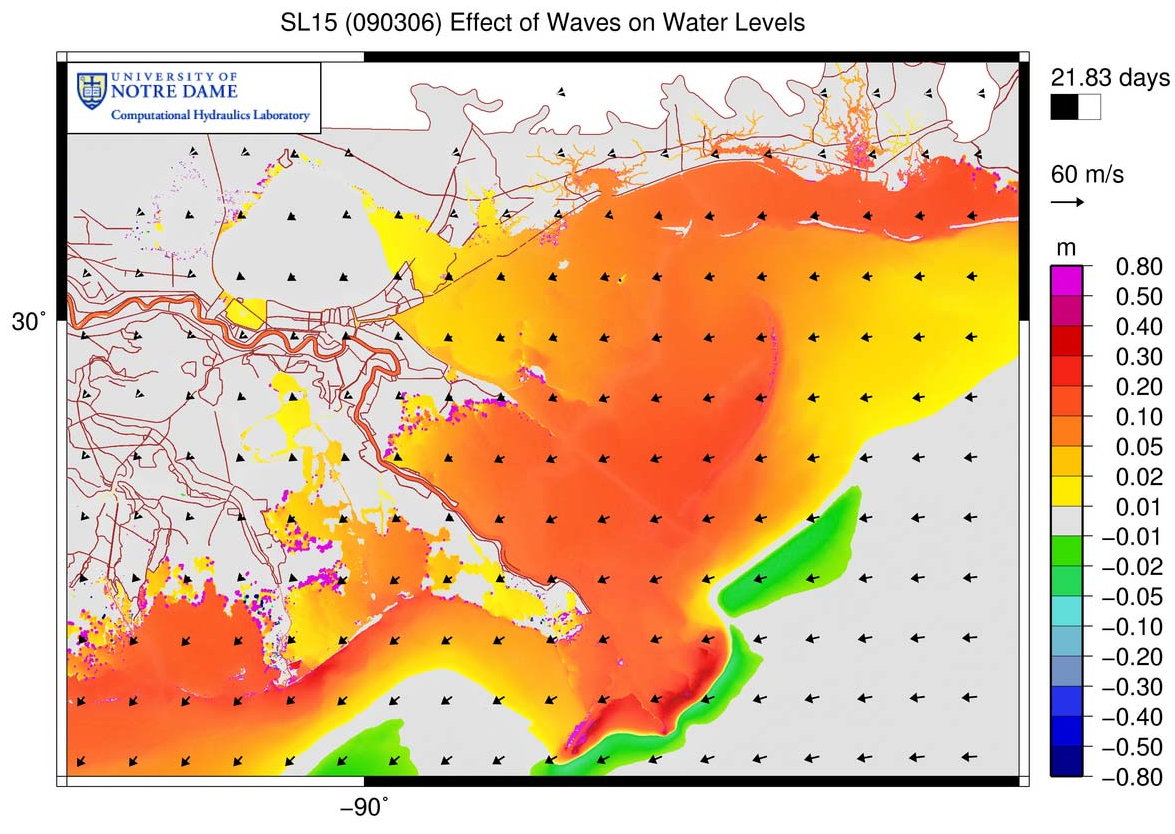 SL15 (090306) Effect of Waves on Water Levels
UNIVERSITY OF
NOTRE DAME
Computational Hydraulics Laboratory
21.83 days
60 m/s
m
0.80
0.50
0.40
0.30
0.20
0.10
0.05
0.02
0.01
−0.01
−0.02
−0.05
−0.10
−0.20
−0.30
−0.40
−0.50
−0.80
30°
−90°